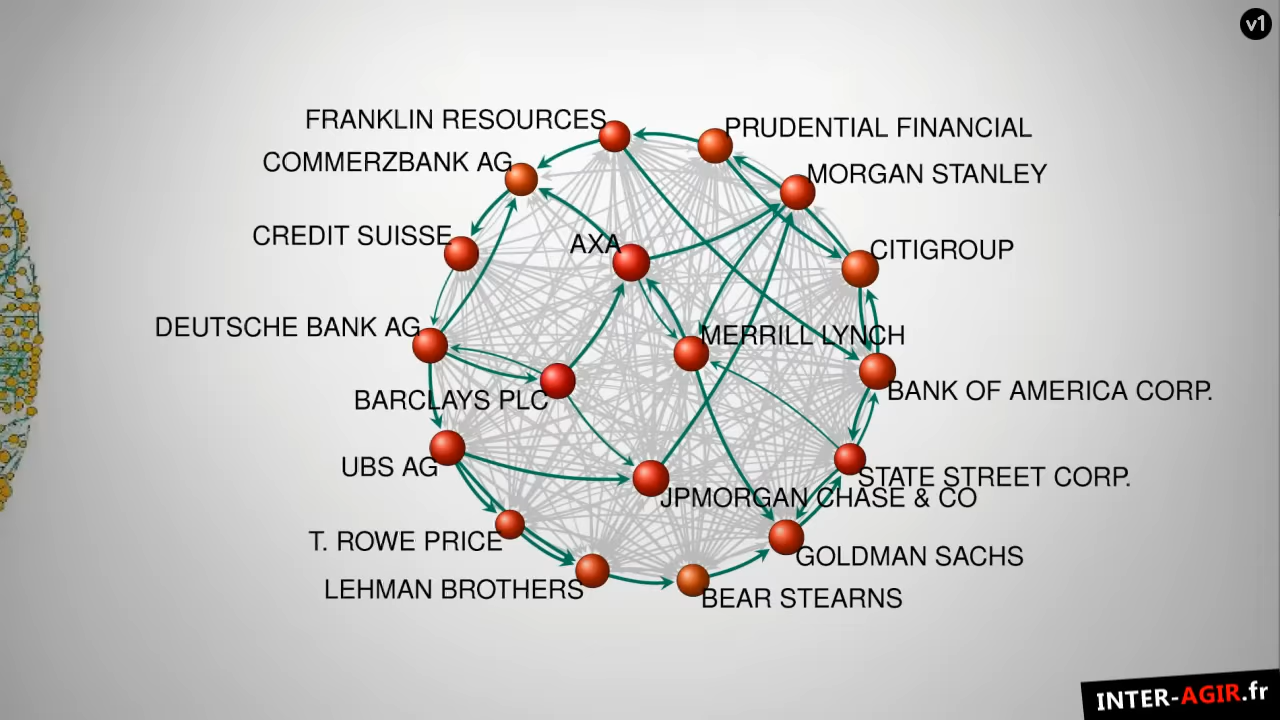 v1
FRANKLIN RESOURCES
PRUDENTIAL FINANCIAL
COMMERZBANK AG
MORGAN STANLEY
CREDIT SUISSE
AXA
CITIGROUP
DEUTSCHE BANK AG
MERRILL LYNCH
BARCLAYS PLC
BANK OF AMERICA CORP.
UBS AG
STATE STREET CORP.
JPMORGAN CHASE & CO
T. ROWE PRICE
GOLDMAN SACHS
LEHMAN BROTHERS
BEAR STEARNS
INTER-AGIR.fr